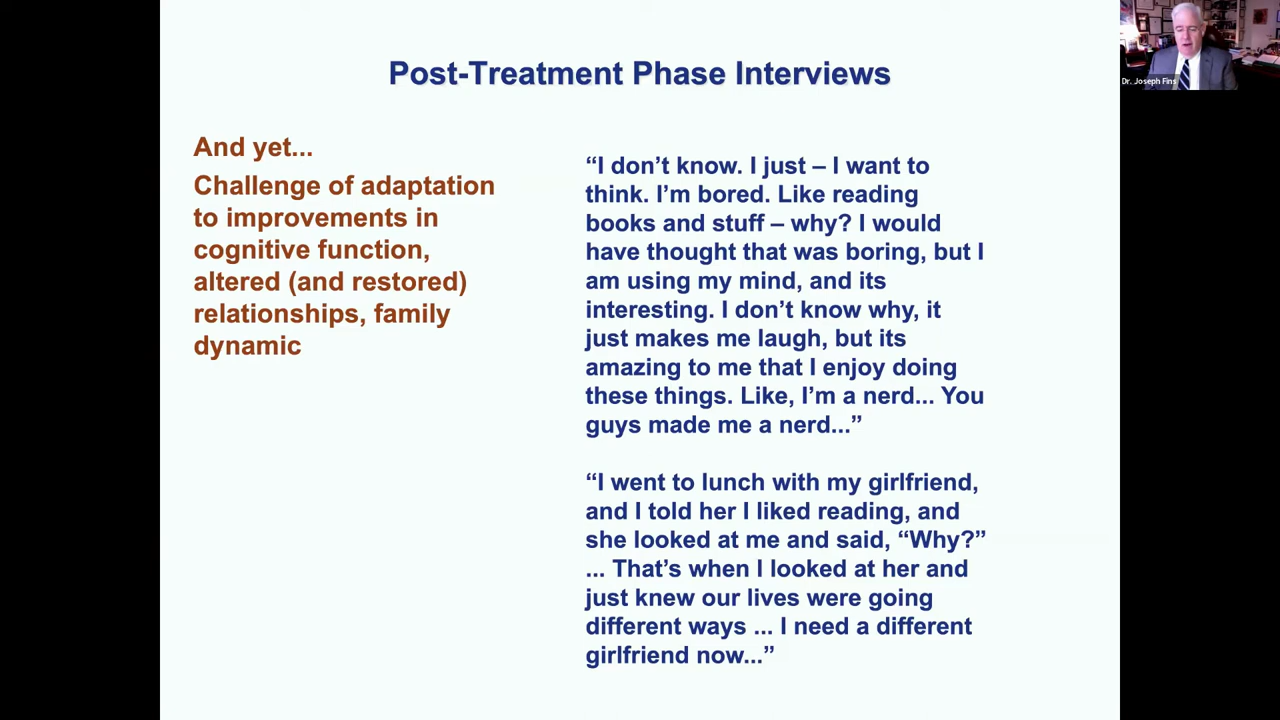 Post-Treatment Phase Interviews
And yet...
Challenge of adaptation
to improvements in
cognitive function,
altered (and restored)
relationships, family
dynamic
“I don’t know. I just – I want to
think. I’m bored. Like reading
books and stuff – why? I would
have thought that was boring, but I
am using my mind, and its
interesting. I don’t know why, it
just makes me laugh, but its
amazing to me that I enjoy doing
these things. Like, I’m a nerd... You
guys made me a nerd...”
“I went to lunch with my girlfriend,
and I told her I liked reading, and
she looked at me and said, “Why?”
... That’s when I looked at her and
just knew our lives were going
different ways ... I need a different
girlfriend now...”
Dr. Joseph Fins